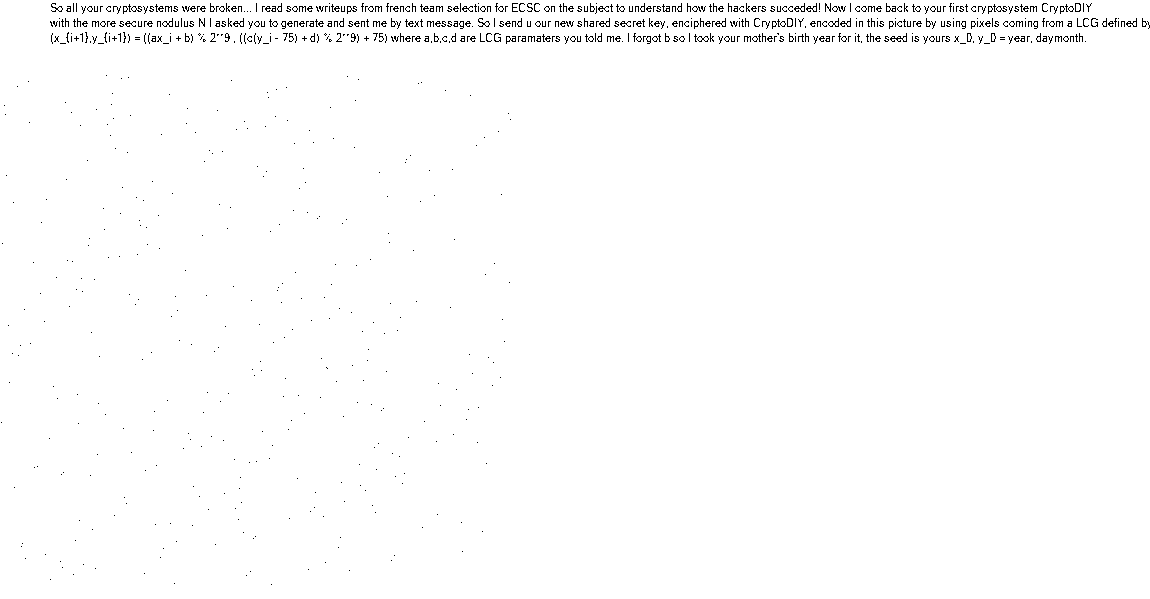 So all your cryptosystems were broken... I read some writeups from french team selection for ECSC on the subject to understand how the hackers succeded! Now I come back to your first cryptosystem CryptoDIY
with the more secure nodulus N I asked you to generate and sent me by text message. So I send u our new shared secret key, enciphered with CryptoDIY, encoded in this picture by using pixels coming from a LCG defined by
(x_{i+1},y_{i+1}) = ((ax_i + b) % 2**9 , ((c(y_i - 75) + d) % 2**9) + 75) where a,b,c,d are LCG paramaters you told me. I forgot b so I took your mother's birth year for it, the seed is yours x_0, y_0 = year, daymonth.